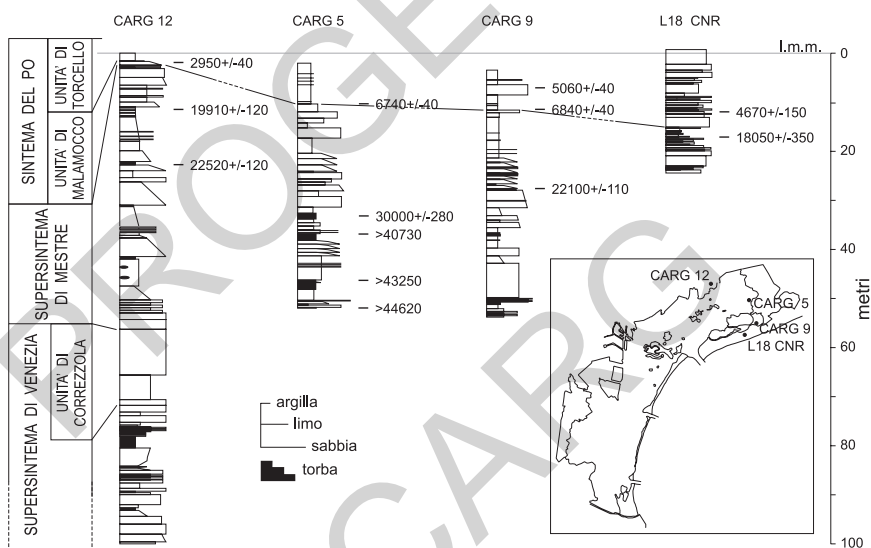 CARG 12
CARG 5
CARG 9
L18 CNR
l.m.m.
0
20
40
60
80
100
metri
SINTEMA DEL PO
UNITA' DI
TORCELLO
UNITA' DI
MALAMOCCO
SUPERSINTEMA
DI MESTRE
SUPERSINTEMA DI VENEZIA
UNITA' DI
CORREZZOLA
2950+/-40
19910+/-120
22520+/-120
6740+/-40
30000+/-280
>40730
>43250
>44620
5060+/-40
6840+/-40
22100+/-110
4670+/-150
18050+/-350
argilla
limo
sabbia
torba
CARG 12
CARG 5
CARG 9
L18 CNR
PROGE
CARG